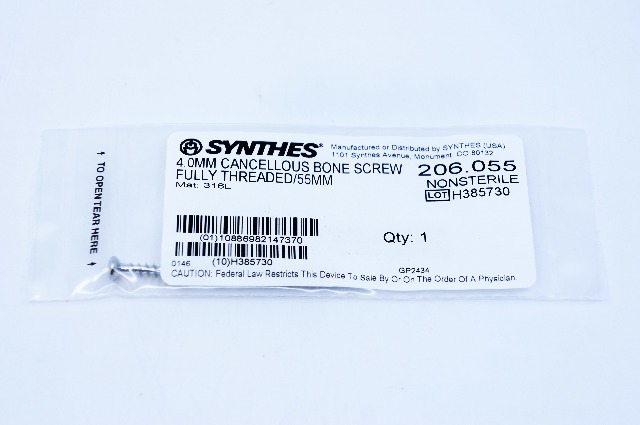 SYNTHES®
Manufactured or Distributed by SYNTHES (USA)
1101 Synthes Avenue, Monument, CO 80132
4.0MM CANCELLOUS BONE SCREW
FULLY THREADED/55MM
Mat: 316L
206.055
NONSTERILE
LOT H385730
(01)10886982147370
Qty: 1
0146
(10)H385730
GP2434
CAUTION: Federal Law Restricts This Device To Sale By Or On The Order Of A Physician.
↑ TO OPEN TEAR HERE ↑